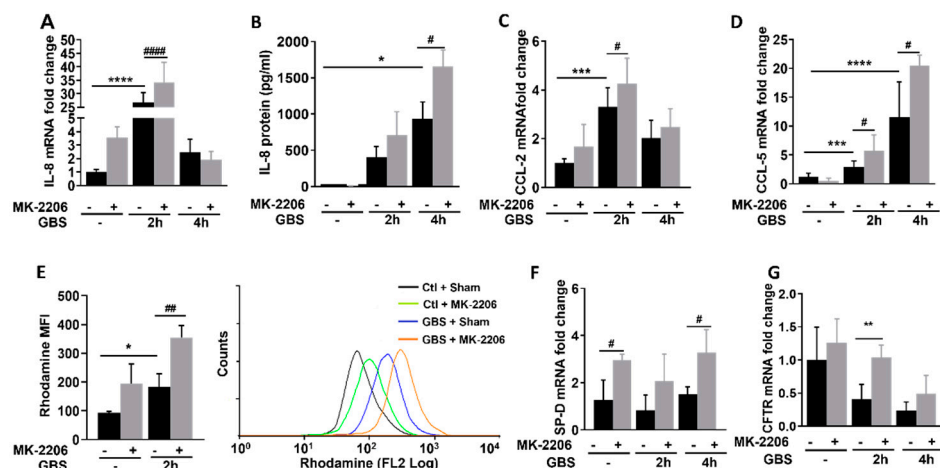 A
IL-8 mRNA fold change
50
45
40
35
30
25
4
3
2
1
0
****
####
MK-2206 - + - + - +
GBS - 2h 4h
B
IL-8 protein (pg/ml)
2000
1500
1000
500
0
*
#
MK-2206 - + - + - +
GBS - 2h 4h
C
CCL-2 mRNAfold change
6
4
2
0
***
#
MK-2206 - + - + - +
GBS - 2h 4h
D
CCL-5 mRNA fold change
25
20
15
10
5
0
***
#
****
#
MK-2206 - + - + - +
GBS - 2h 4h
E
Rhodamine MFI
500
400
300
200
100
0
*
##
MK-2206 - + - +
GBS - 2h
Counts
Ctl + Sham
Ctl + MK-2206
GBS + Sham
GBS + MK-2206
10¹ 10² 10³ 10⁴
Rhodamine (FL2 Log)
F
SP-D mRNA fold change
6
4
2
0
#
#
MK-2206 - + - + - +
GBS - 2h 4h
G
CFTR mRNA fold change
2.0
1.5
1.0
0.5
0.0
**
MK-2206 - + - + - +
GBS - 2h 4h